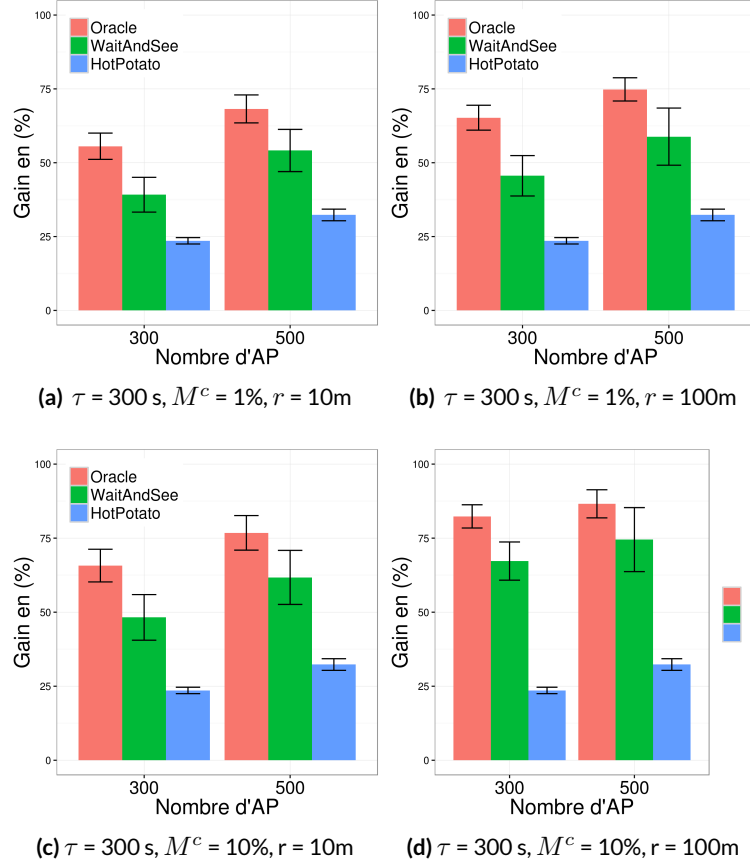 100
75
50
25
0
Gain en (%)
Oracle
WaitAndSee
HotPotato
300
500
Nombre d'AP
(a) τ = 300 s, M^c = 1%, r = 10m
100
75
50
25
0
Gain en (%)
Oracle
WaitAndSee
HotPotato
300
500
Nombre d'AP
(b) τ = 300 s, M^c = 1%, r = 100m
100
75
50
25
0
Gain en (%)
Oracle
WaitAndSee
HotPotato
300
500
Nombre d'AP
(c) τ = 300 s, M^c = 10%, r = 10m
100
75
50
25
0
Gain en (%)
300
500
Nombre d'AP
(d) τ = 300 s, M^c = 10%, r = 100m